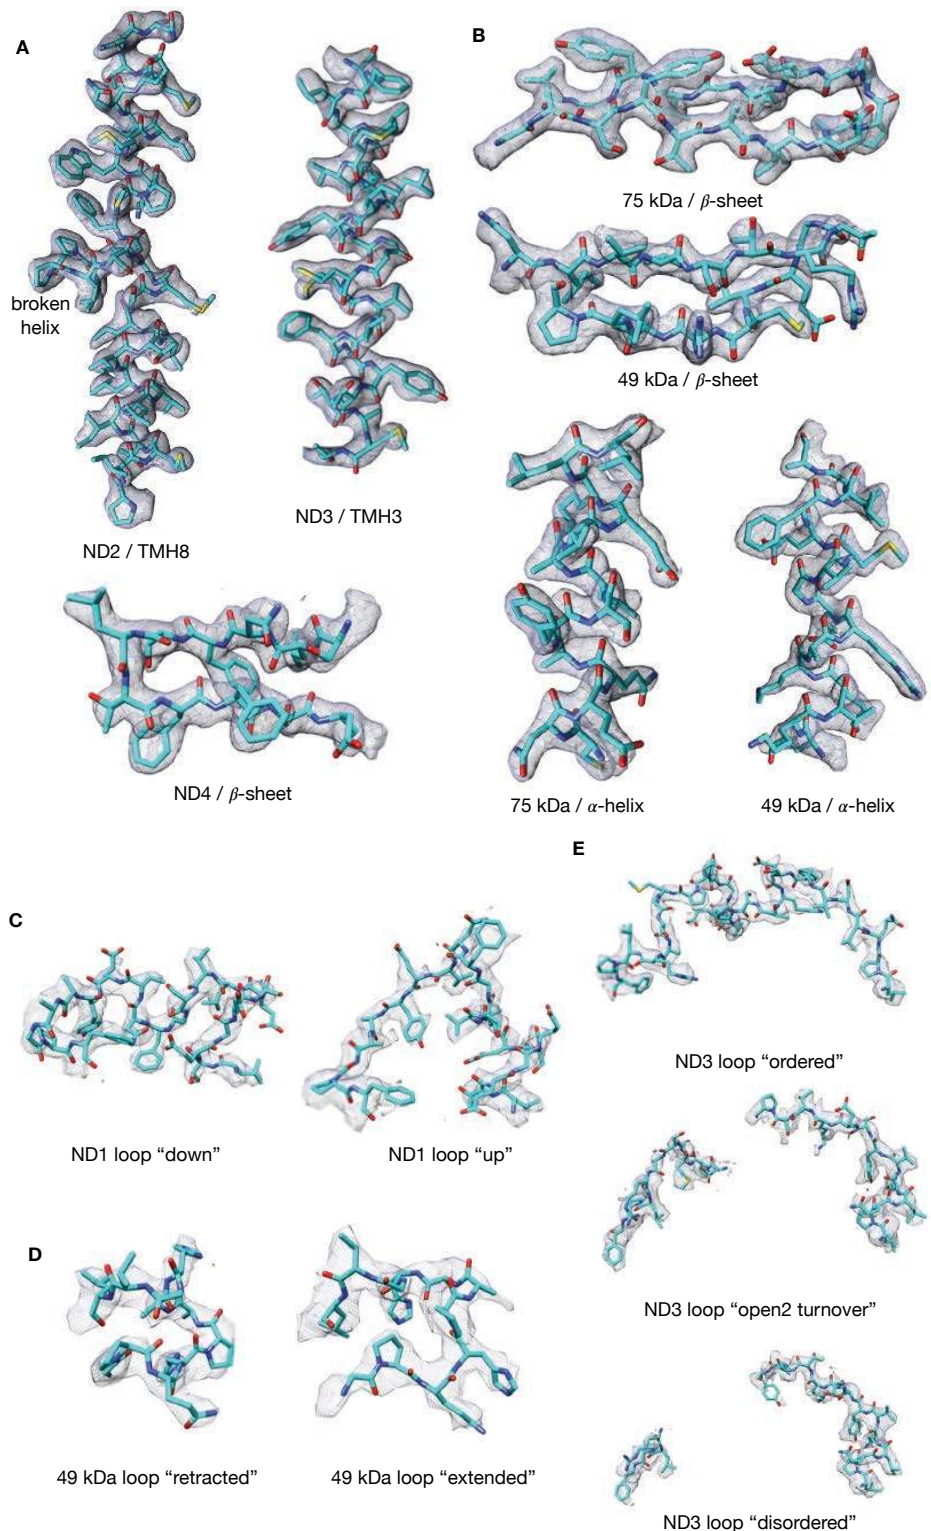 A
broken
helix
ND2 / TMH8
ND3 / TMH3
ND4 / β-sheet
B
75 kDa / β-sheet
49 kDa / β-sheet
75 kDa / α-helix
49 kDa / α-helix
C
ND1 loop “down”
ND1 loop “up”
D
49 kDa loop “retracted”
49 kDa loop “extended”
E
ND3 loop “ordered”
ND3 loop “open2 turnover”
ND3 loop “disordered”